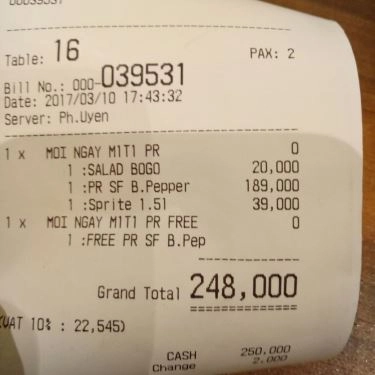 Table: 16 PAX: 2
Bill No.: 000-039531
Date: 2017/03/10 17:43:32
Server: Ph.Uyen
1 x MOI NGAY M1T1 PR 0
1 :SALAD BOGO 20,000
1 :PR SF B.Pepper 189,000
1 :Sprite 1.5l 39,000
1 x MOI NGAY M1T1 PR FREE 0
1 :FREE PR SF B.Pep
Grand Total 248,000
(VAT 10% : 22,545)
CASH 250,000
Change 2,000